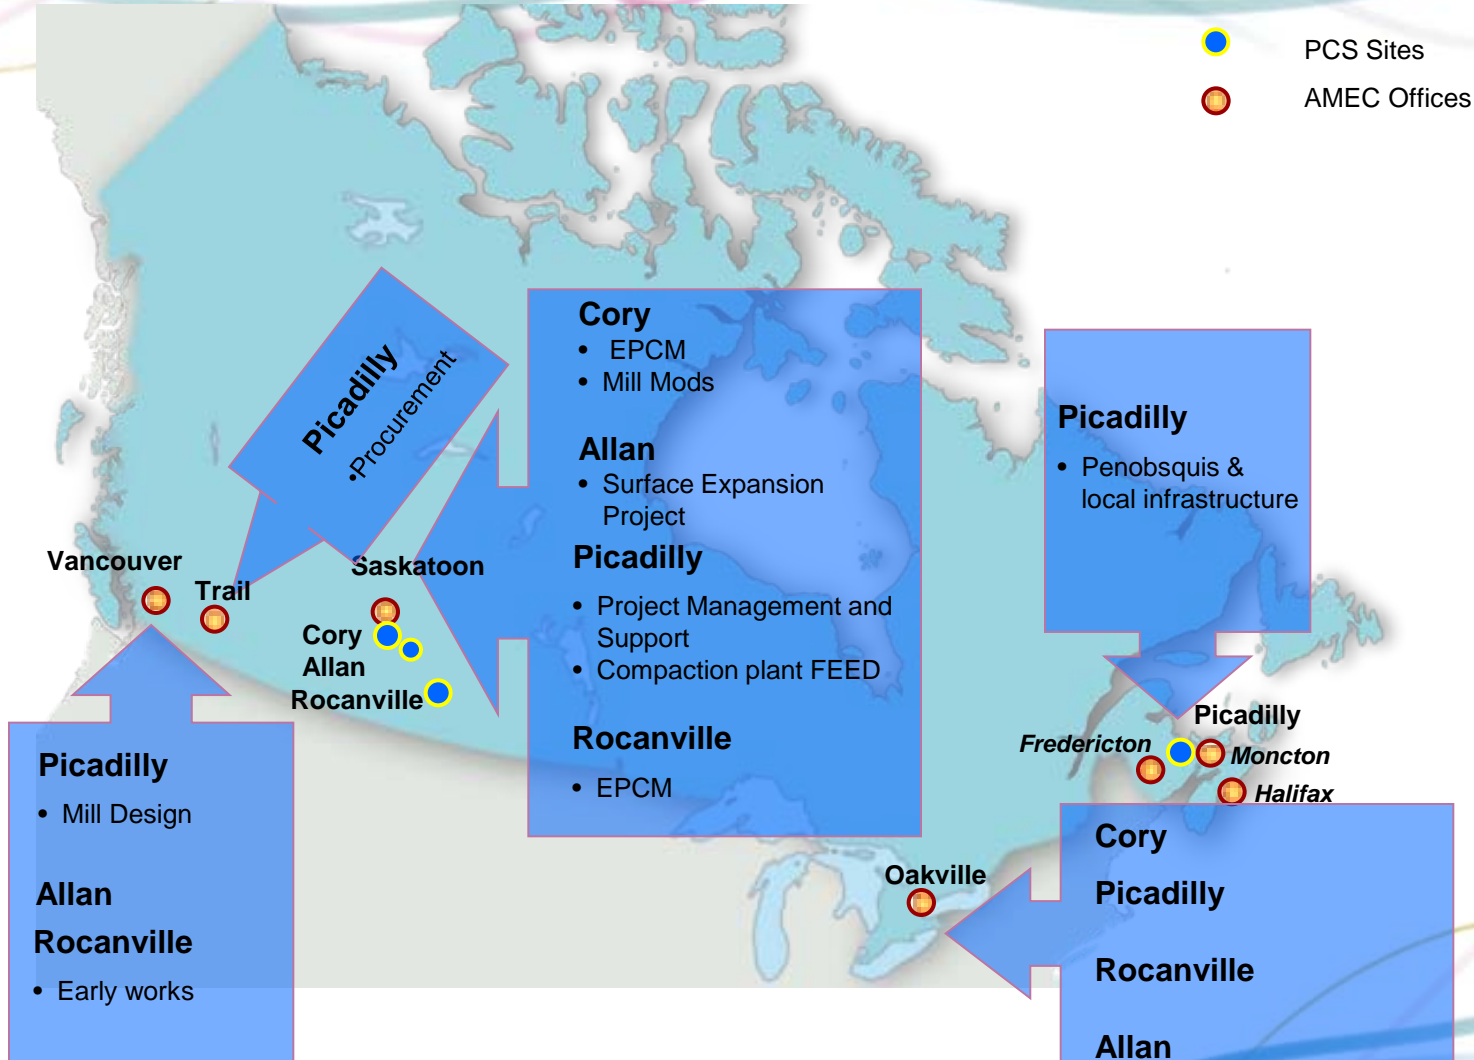 PCS Sites
AMEC Offices
Picadilly
•Procurement
Cory
• EPCM
• Mill Mods
Allan
• Surface Expansion
Project
Picadilly
• Project Management and
Support
• Compaction plant FEED
Rocanville
• EPCM
Picadilly
• Penobsquis &
local infrastructure
Vancouver
Trail
Saskatoon
Cory
Allan
Rocanville
Picadilly
Fredericton
Moncton
Halifax
Oakville
Picadilly
• Mill Design
Allan
Rocanville
• Early works
Cory
Picadilly
Rocanville
Allan